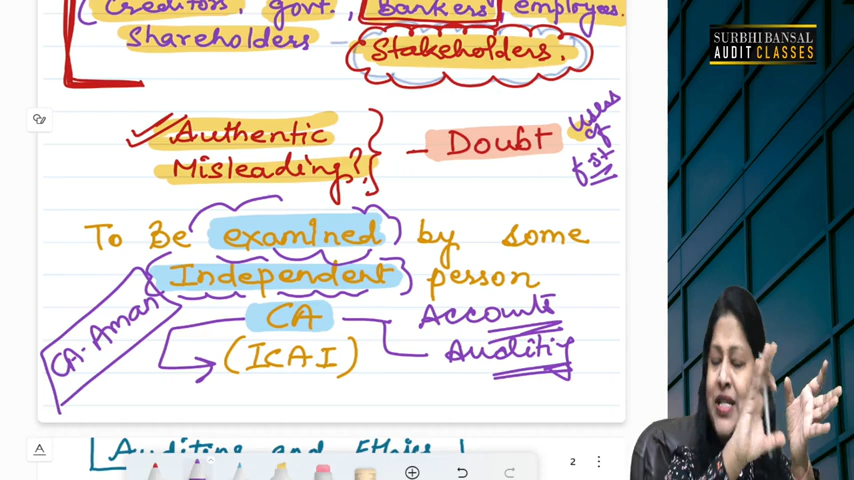 (Creditors, Govt., bankers, employees.
Shareholders - Stakeholders.
SURBHI BANSAL
AUDIT CLASSES
Authentic
Misleading?
- Doubt
users
of
f.st
To Be examined by some
Independent person
CA
(ICAI)
Accounts
Auditing
CA-Aman
Auditing and Ethics
2